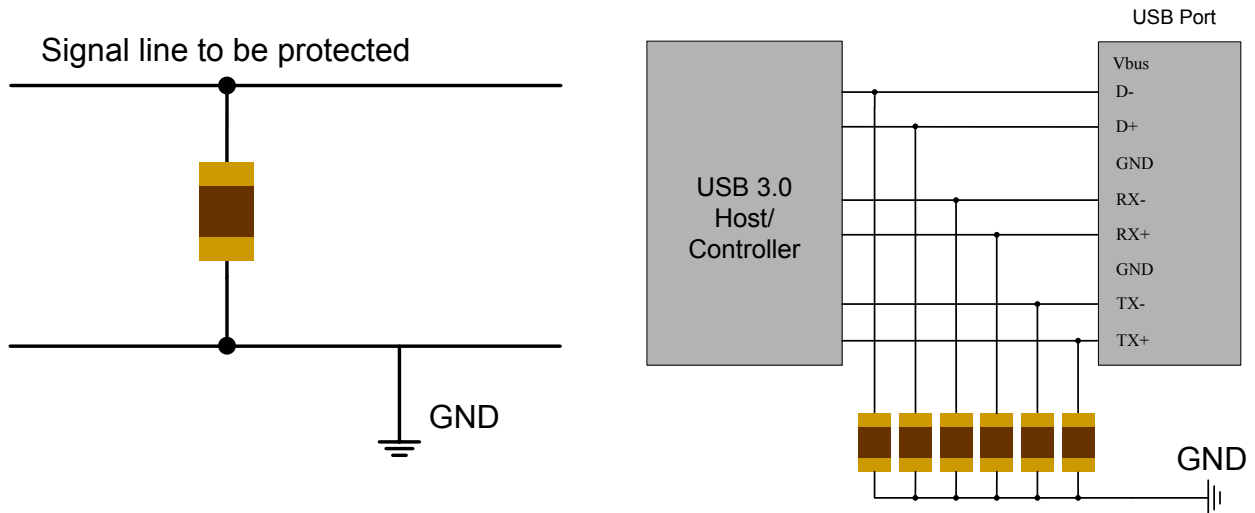 Signal line to be protected
GND
USB Port
USB 3.0
Host/
Controller
Vbus
D-
D+
GND
RX-
RX+
GND
TX-
TX+
GND